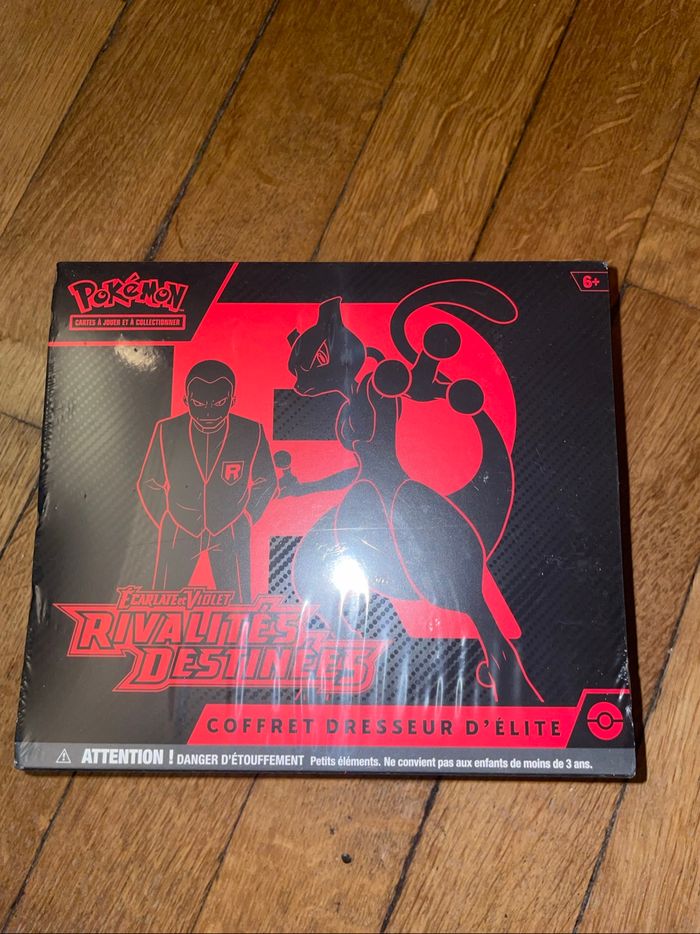 POKÉMON
CARTES À JOUER ET À COLLECTIONNER
6+
R
ÉCARLATE ET VIOLET
RIVALITÉS
DESTINÉES
COFFRET DRESSEUR D'ÉLITE
ATTENTION ! DANGER D'ÉTOUFFEMENT Petits éléments. Ne convient pas aux enfants de moins de 3 ans.